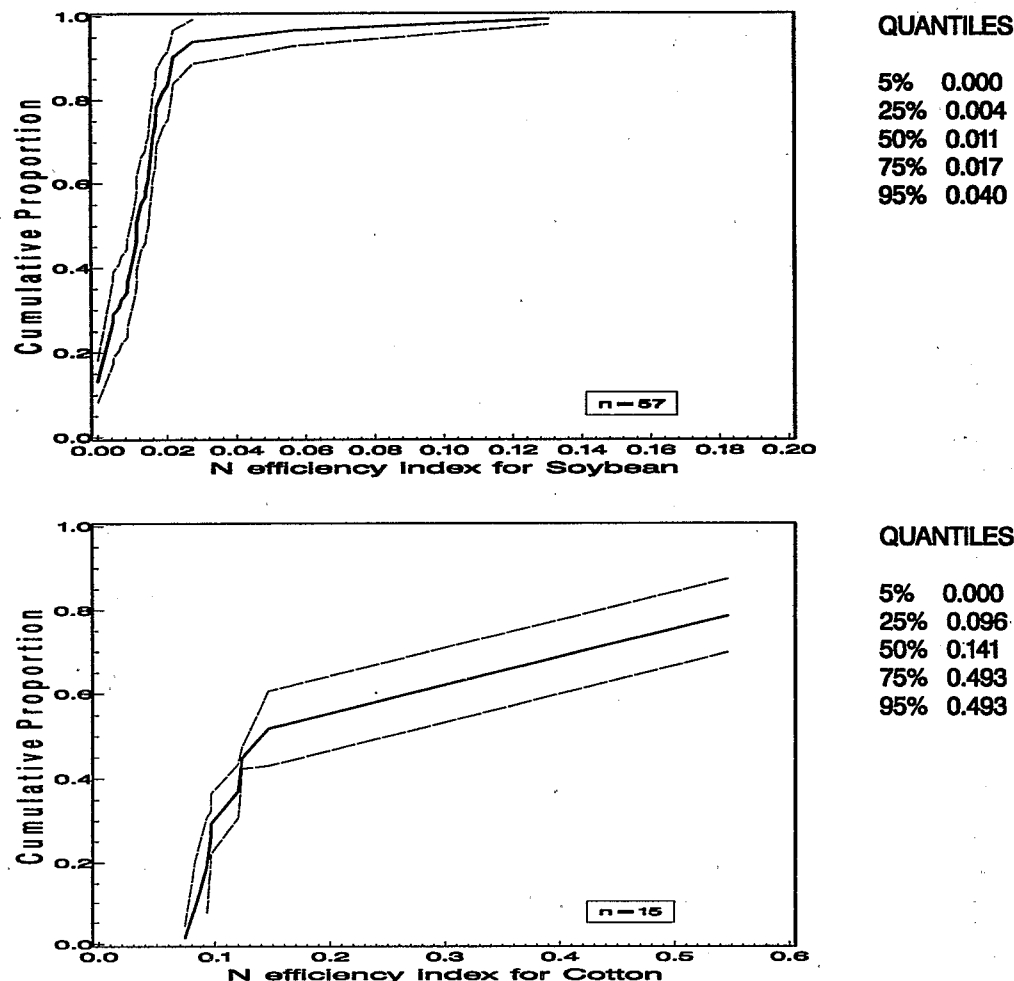 Cumulative Proportion
1.0
0.8
0.6
0.4
0.2
0.0
0.00 0.02 0.04 0.06 0.08 0.10 0.12 0.14 0.16 0.18 0.20
N efficiency index for Soybean
n=57
QUANTILES
5% 0.000
25% 0.004
50% 0.011
75% 0.017
95% 0.040
Cumulative Proportion
1.0
0.8
0.6
0.4
0.2
0.0
0.0 0.1 0.2 0.3 0.4 0.5 0.6
N efficiency index for Cotton
n=15
QUANTILES
5% 0.000
25% 0.096
50% 0.141
75% 0.493
95% 0.493